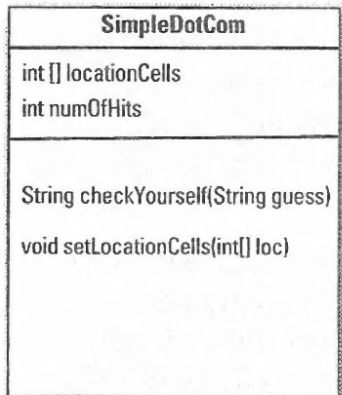 SimpleDotCom
int [] locationCells
int numOfHits
String checkYourself(String guess)
void setLocationCells(int[] loc)